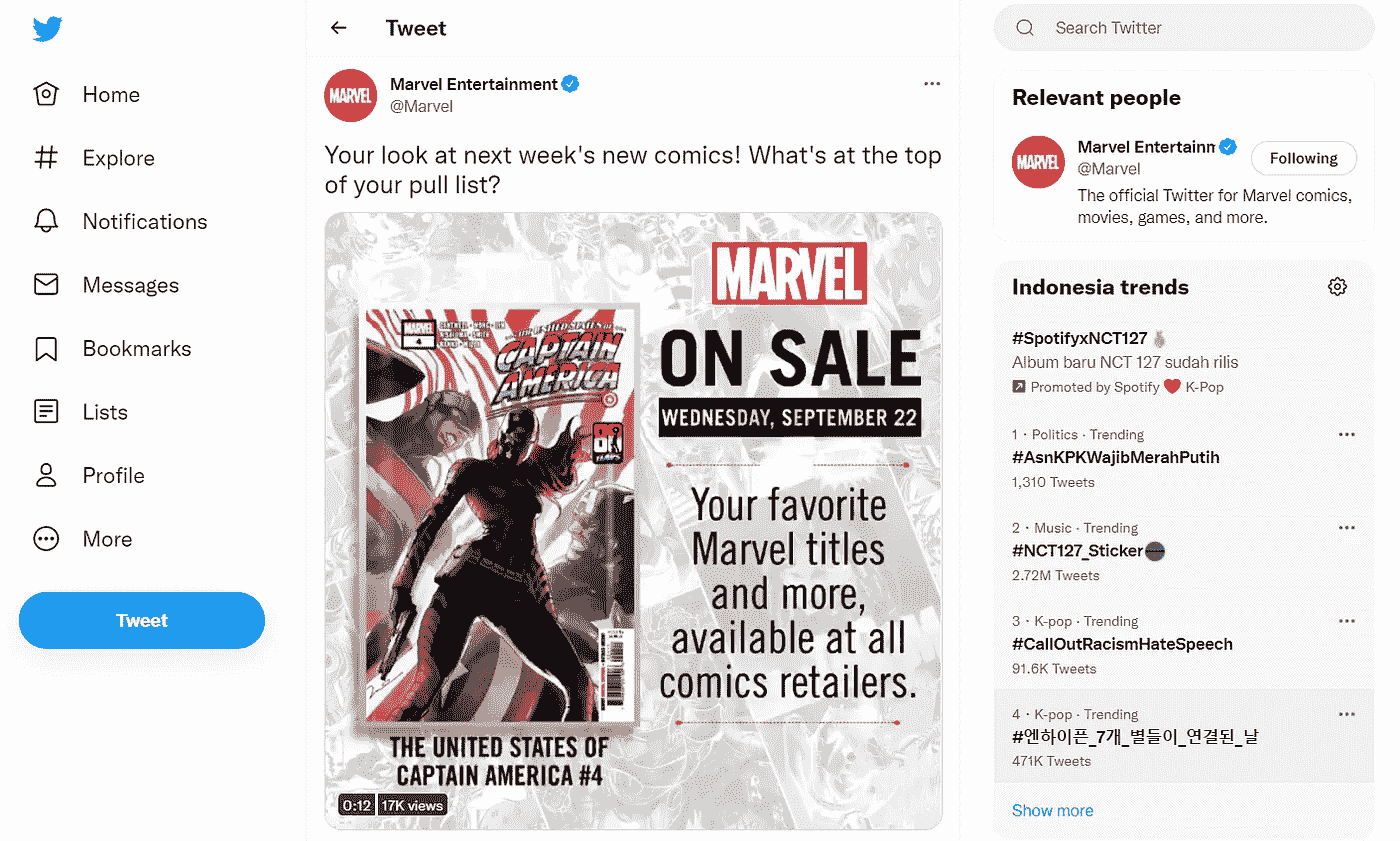 Home
Explore
Notifications
Messages
Bookmarks
Lists
Profile
More
Tweet
Tweet
Marvel Entertainment
@Marvel
MARVEL
Your look at next week's new comics! What's at the top
of your pull list?
MARVEL
ON SALE
WEDNESDAY, SEPTEMBER 22
Your favorite
Marvel titles
and more,
available at all
comics retailers.
MARVEL
4
CAPTAIN
AMERICA
THE UNITED STATES OF
CAPTAIN AMERICA #4
0:12 17K views
Search Twitter
Relevant people
MARVEL
Marvel Entertainm
@Marvel
Following
The official Twitter for Marvel comics,
movies, games, and more.
Indonesia trends
#SpotifyxNCT127
Album baru NCT 127 sudah rilis
Promoted by Spotify ❤️ K-Pop
1 · Politics · Trending
#AsnKPKWajibMerahPutih
1,310 Tweets
2 · Music · Trending
#NCT127_Sticker
2.72M Tweets
3 · K-pop · Trending
#CallOutRacismHateSpeech
91.6K Tweets
4 · K-pop · Trending
#엔하이픈_7개_별들이_연결된_날
471K Tweets
Show more